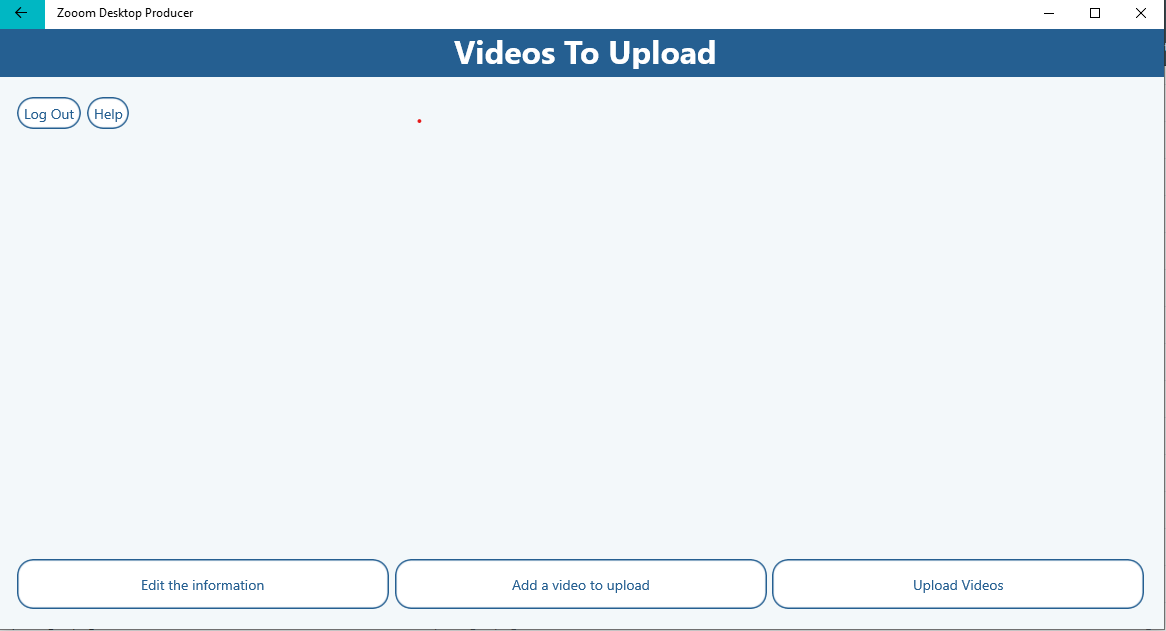 Zooom Desktop Producer
Videos To Upload
Log Out Help
Edit the information Add a video to upload Upload Videos